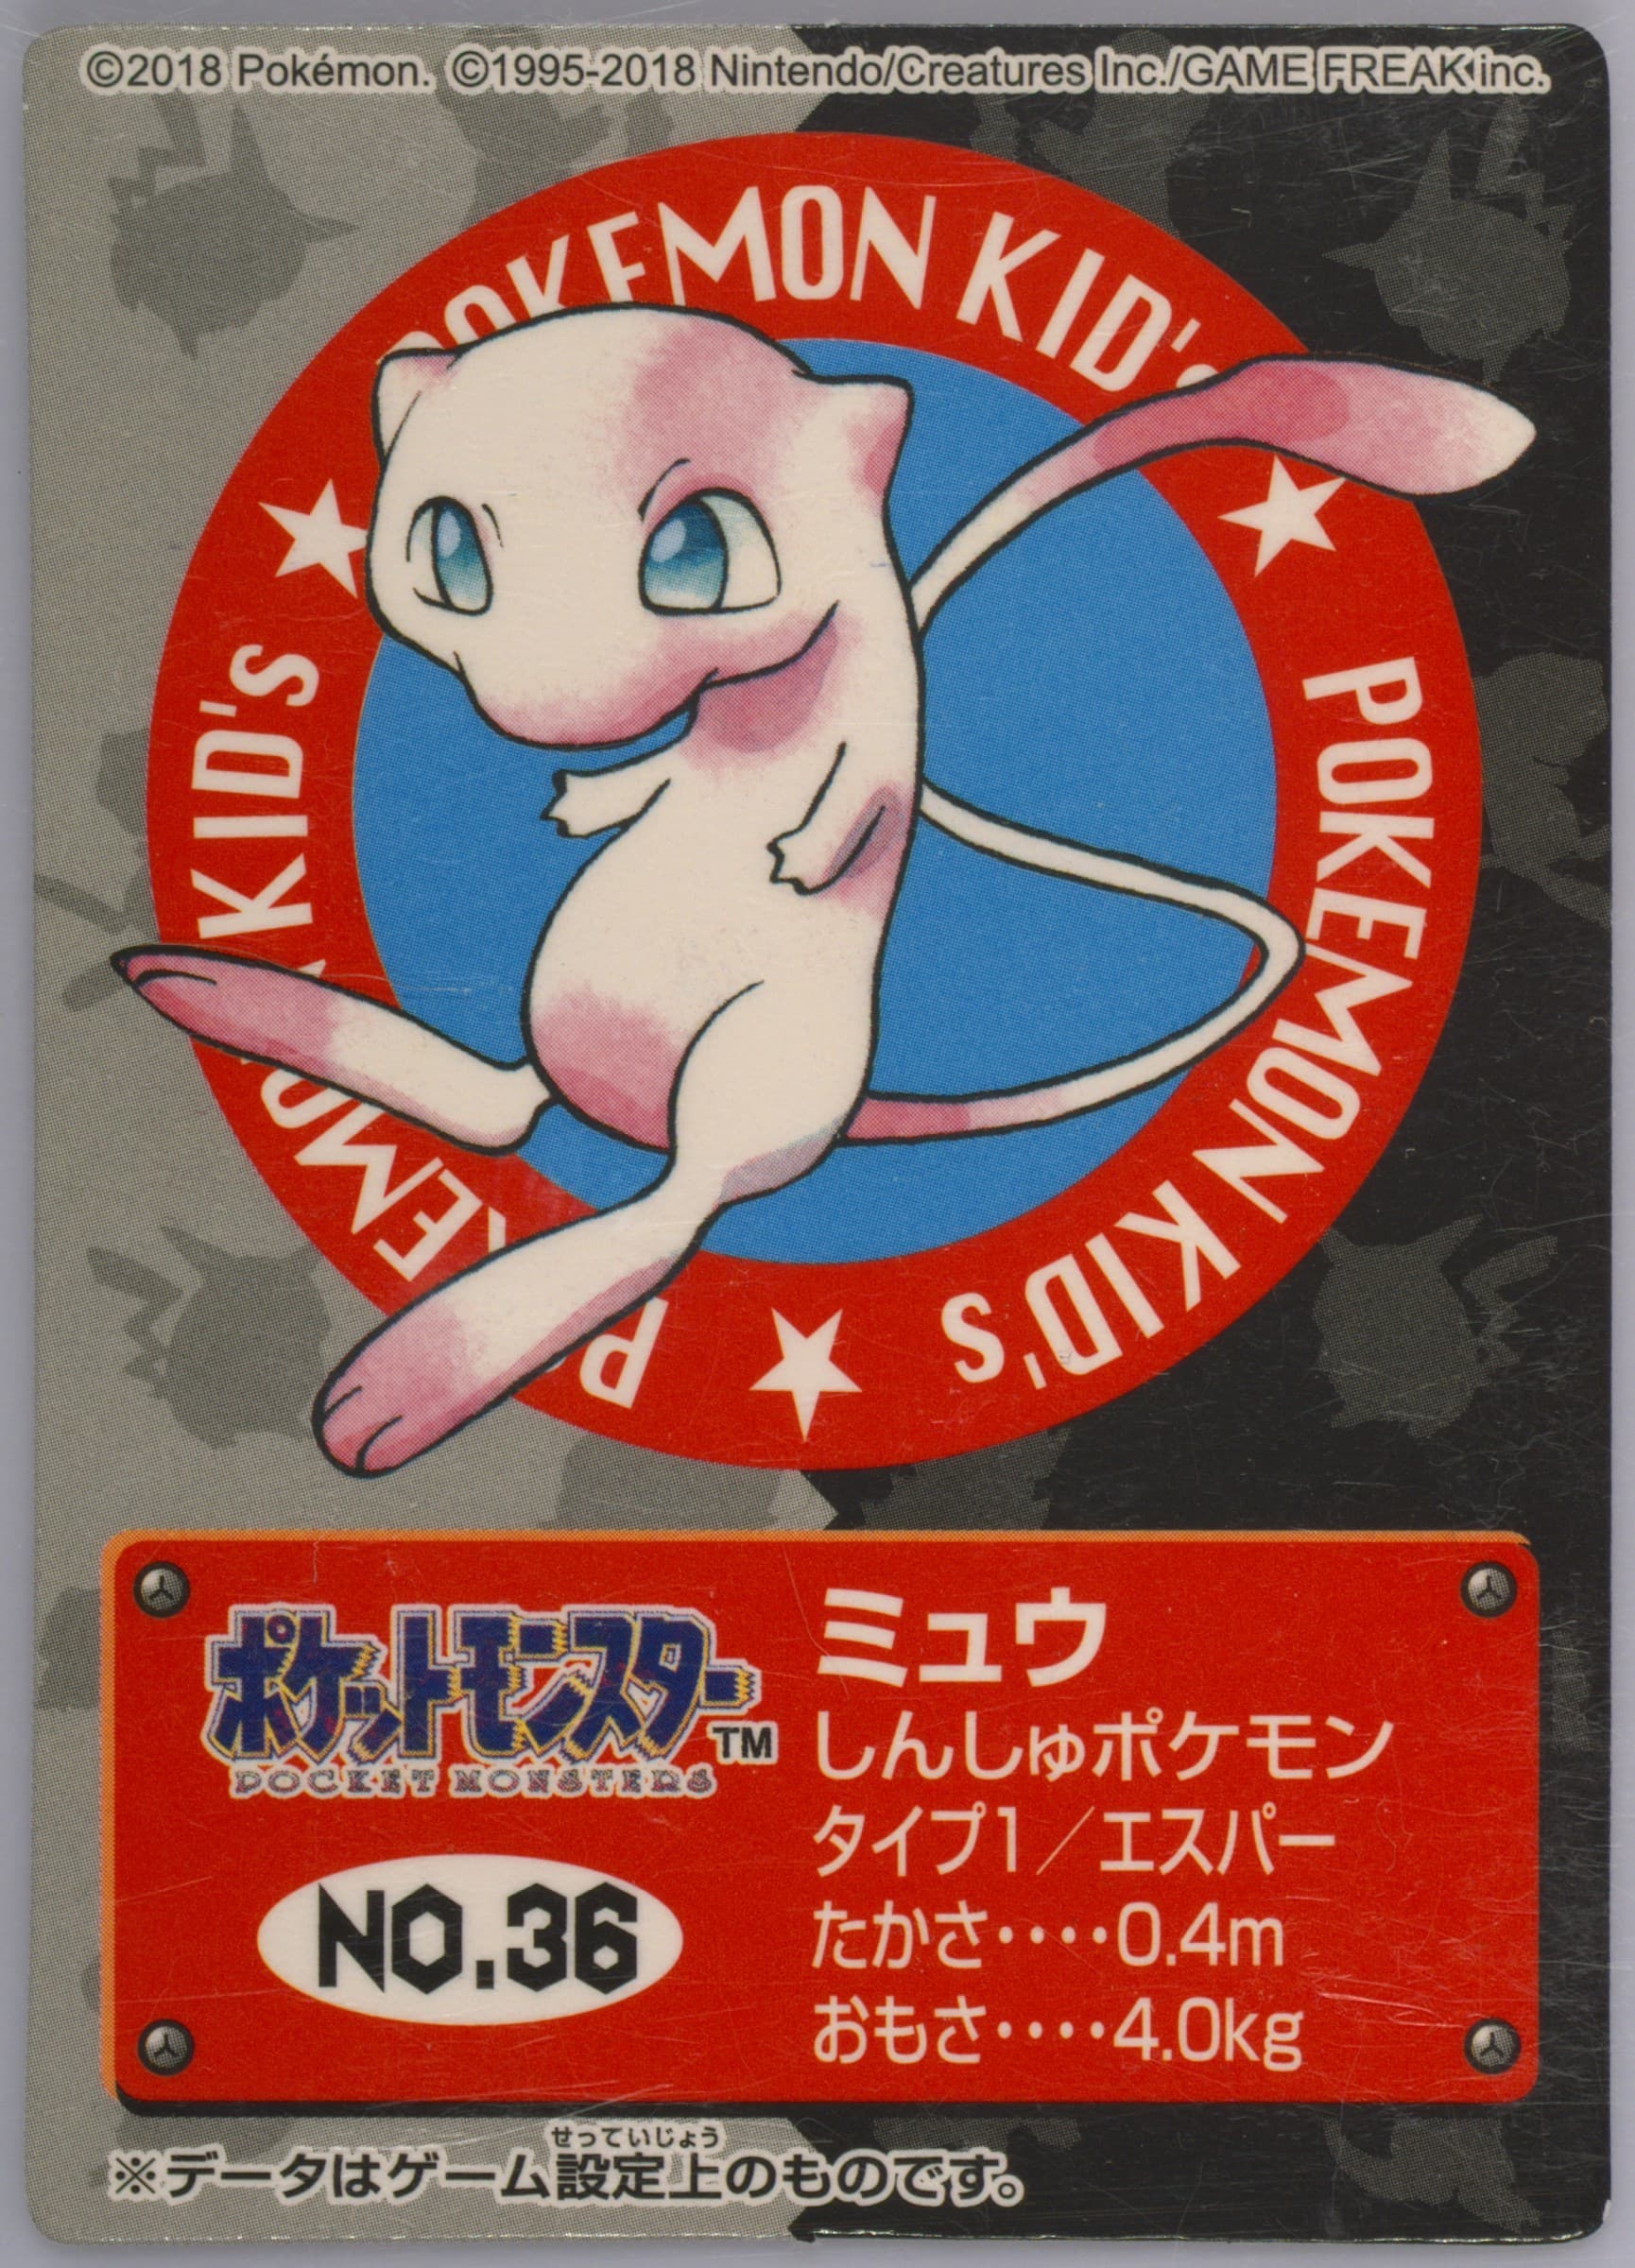 ©2018 Pokémon. ©1995-2018 Nintendo/Creatures Inc./GAME FREAK inc.
POKEMON KID's
★
POKEMON KID's
★
KID's
★
ポケットモンスター TM
POCKET MONSTERS
NO.36
ミュウ
しんしゅポケモン
タイプ1/エスパー
たかさ････0.4m
おもさ････4.0kg
せっていじょう
※データはゲーム設定上のものです。